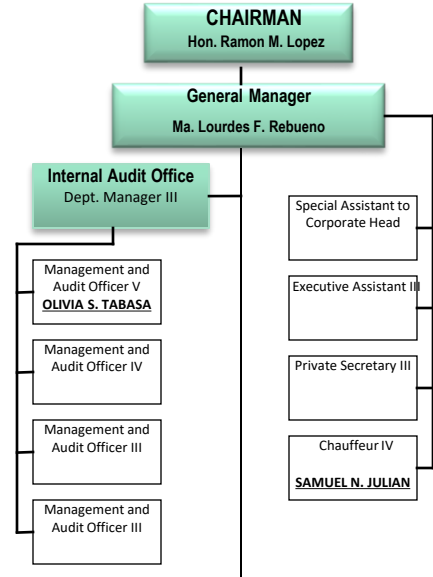 CHAIRMAN
Hon. Ramon M. Lopez
General Manager
Ma. Lourdes F. Rebueno
Internal Audit Office
Dept. Manager III
Management and
Audit Officer V
OLIVIA S. TABASA
Management and
Audit Officer IV
Management and
Audit Officer III
Management and
Audit Officer III
Special Assistant to
Corporate Head
Executive Assistant III
Private Secretary III
Chauffeur IV
SAMUEL N. JULIAN